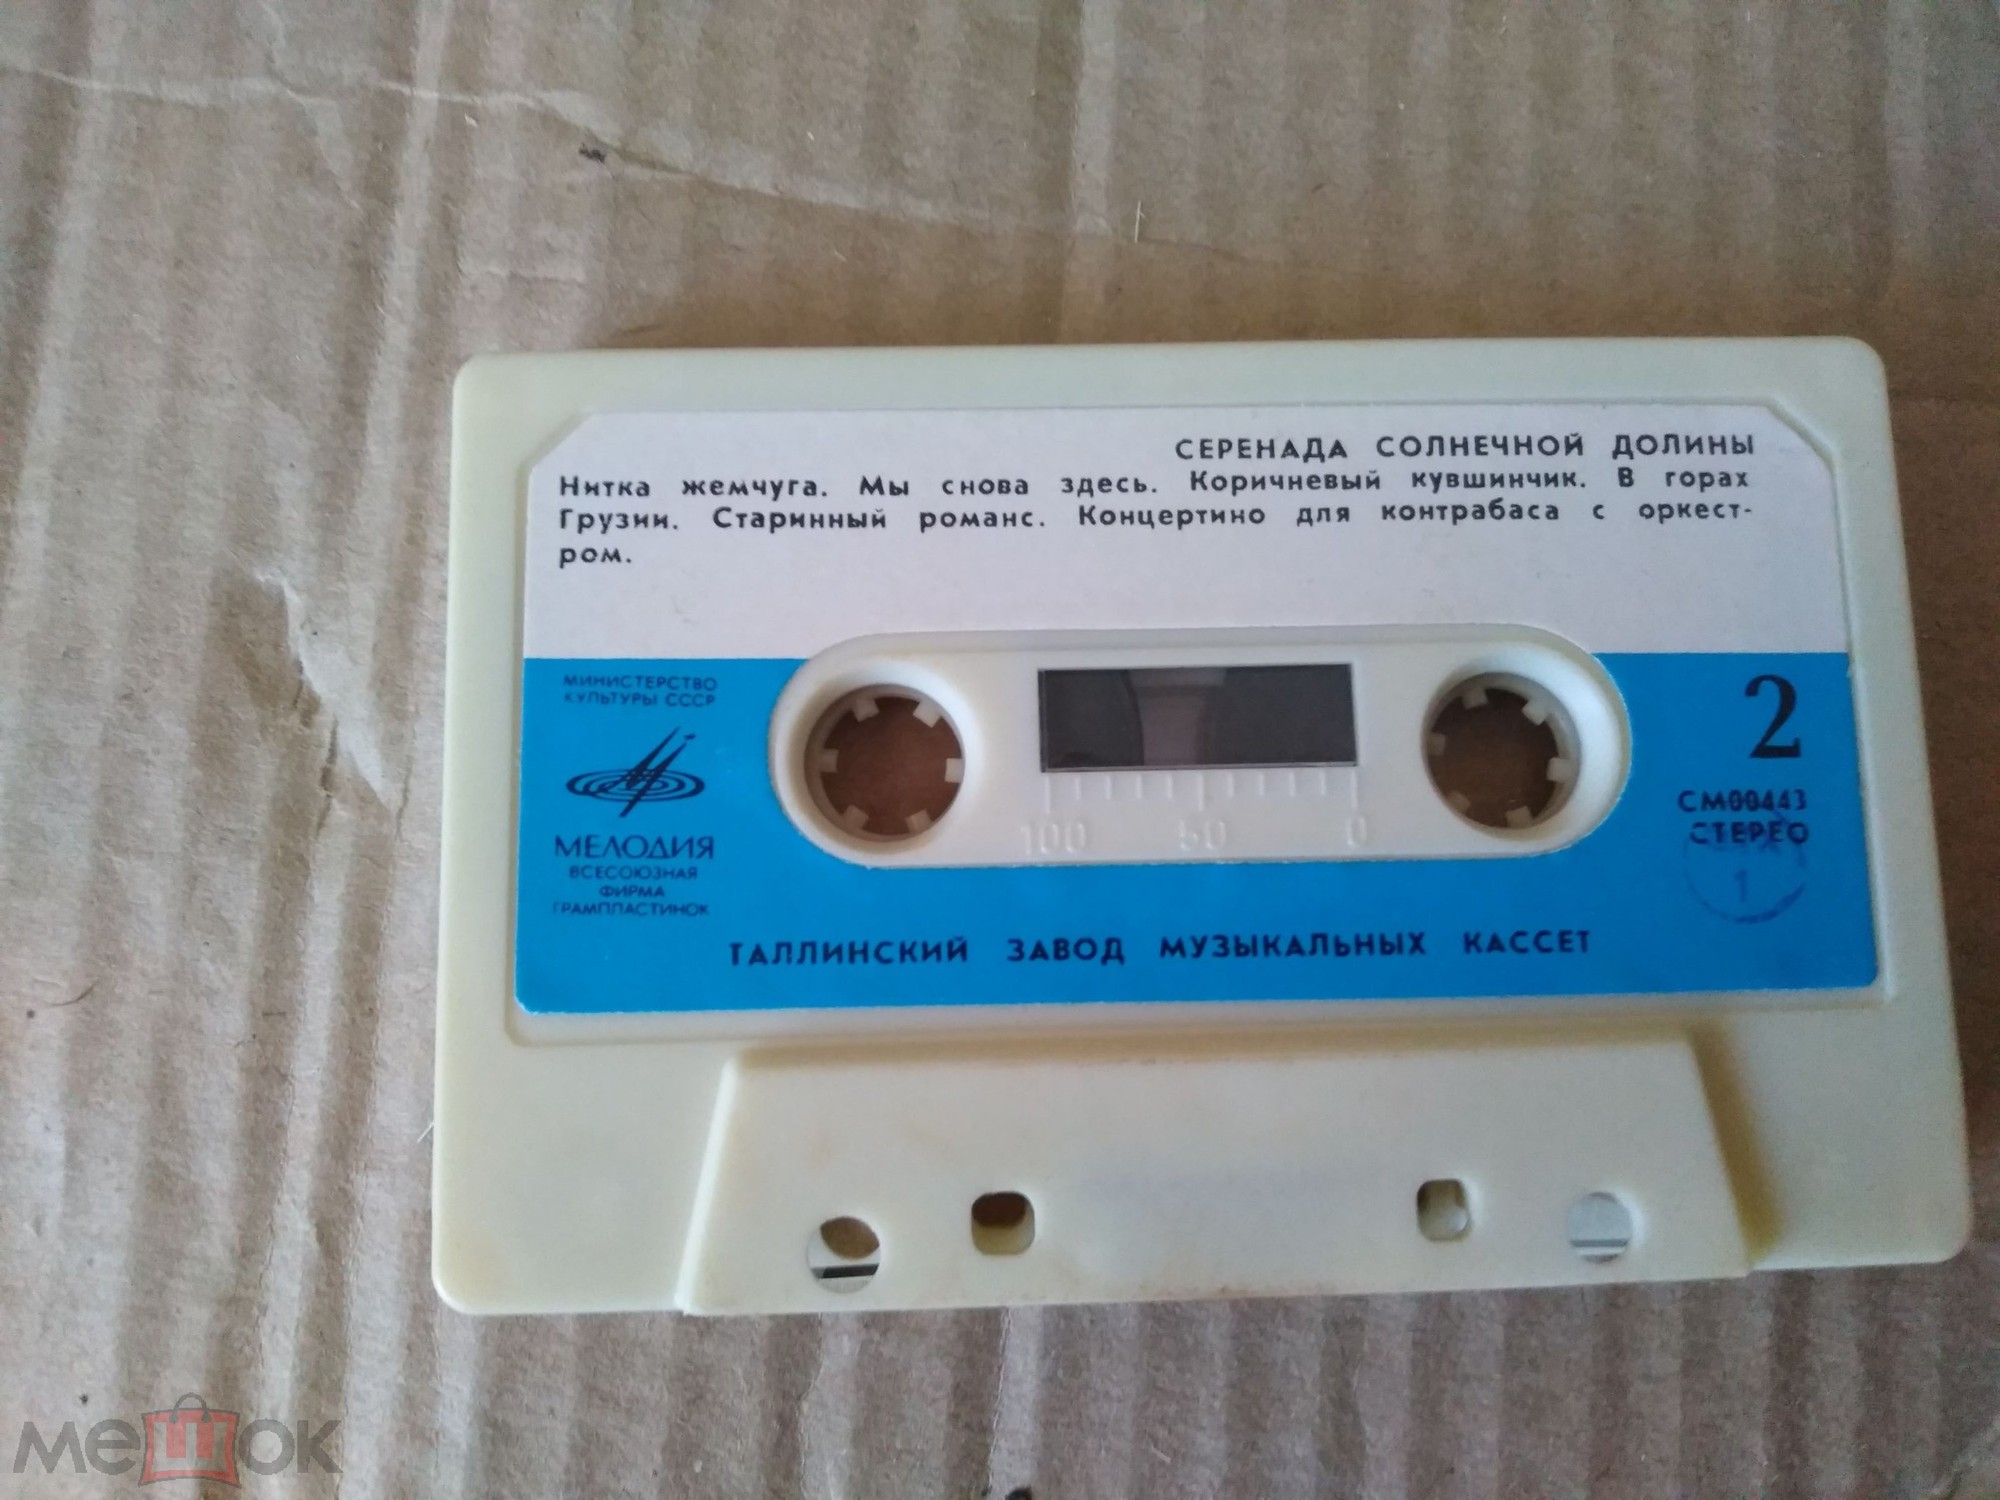 СЕРЕНАДА СОЛНЕЧНОЙ ДОЛИНЫ
Нитка жемчуга. Мы снова здесь. Коричневый кувшинчик. В горах
Грузии. Старинный романс. Концертино для контрабаса с оркест-
ром.
МИНИСТЕРСТВО
КУЛЬТУРЫ СССР
МЕЛОДИЯ
ВСЕСОЮЗНАЯ
ФИРМА
ГРАМПЛАСТИНОК
100 50 0
2
СМ00443
СТЕРЕО
1
ТАЛЛИНСКИЙ ЗАВОД МУЗЫКАЛЬНЫХ КАССЕТ
мешок